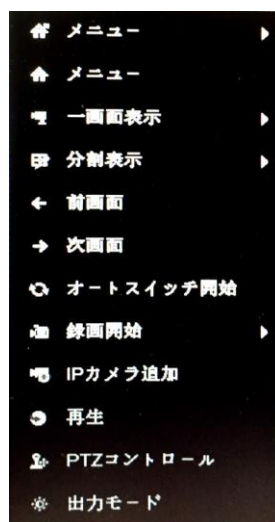 メニュー
メニュー
一画面表示
分割表示
前画面
次画面
オートスイッチ開始
録画開始
IPカメラ追加
再生
PTZコントロール
出力モード